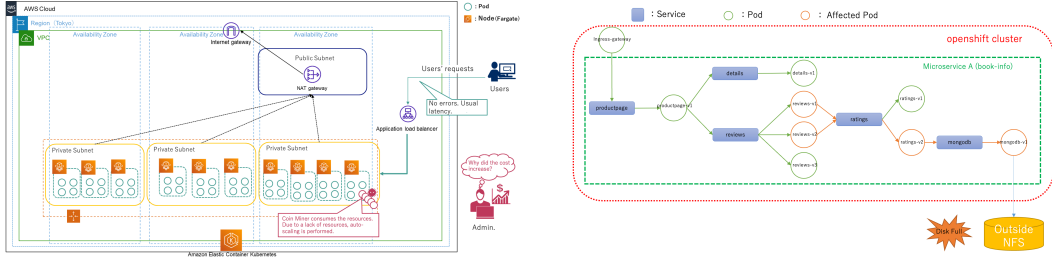 AWS Cloud
Region（Tokyo）
VPC
Availability Zone
Availability Zone
Availability Zone
Internet gateway
Public Subnet
NAT gateway
: Pod
: Node(Fargate)
Users' requests
Users
No errors. Usual
latency.
Application load balancer
Private Subnet
Private Subnet
Private Subnet
Why did the cost
increase?
$
Admin.
Coin Miner consumes the resources.
Due to a lack of resources, auto-
scaling is performed.
Amazon Elastic Container Kubernetes
: Service
: Pod
: Affected Pod
openshift cluster
ingress-gateway
Microservice A (book-info)
productpage
productpage-v1
details
details-v1
reviews
reviews-v1
reviews-v2
reviews-v3
ratings
ratings-v1
ratings-v2
mongodb
mongodb-v1
Disk Full
Outside
NFS